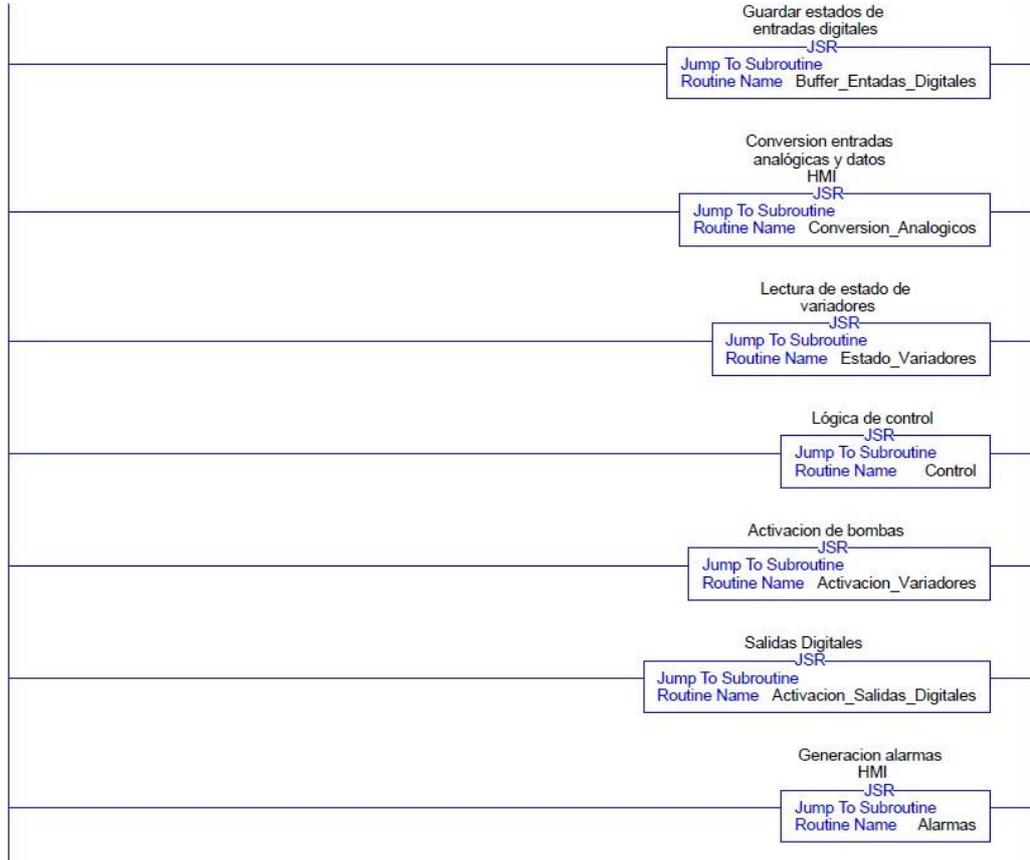 Guardar estados de
entradas digitales
JSR
Jump To Subroutine
Routine Name Buffer_Entadas_Digitales
Conversion entradas
analógicas y datos
HMI
JSR
Jump To Subroutine
Routine Name Conversion_Analogicos
Lectura de estado de
variadores
JSR
Jump To Subroutine
Routine Name Estado_Variadores
Lógica de control
JSR
Jump To Subroutine
Routine Name Control
Activacion de bombas
JSR
Jump To Subroutine
Routine Name Activacion_Variadores
Salidas Digitales
JSR
Jump To Subroutine
Routine Name Activacion_Salidas_Digitales
Generacion alarmas
HMI
JSR
Jump To Subroutine
Routine Name Alarmas